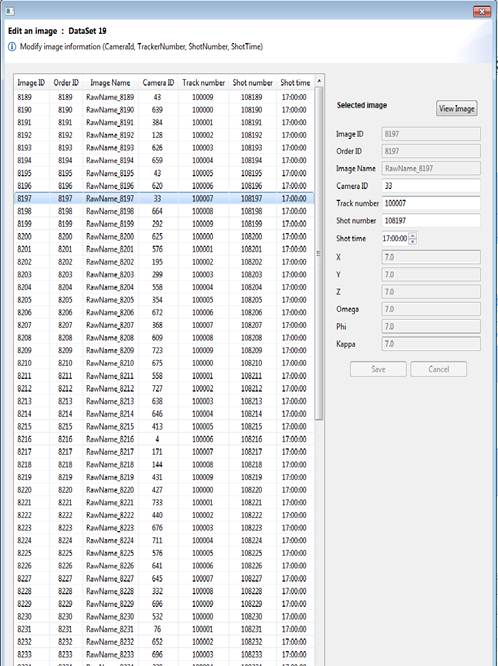 Edit an image : DataSet 19
Modify image information (CameraId, TrackerNumber, ShotNumber, ShotTime)
Image ID Order ID Image Name Camera ID Track number Shot number Shot time
8189 8189 RawName_8189 43 100009 108189 17:00:00
8190 8190 RawName_8190 639 100000 108190 17:00:00
8191 8191 RawName_8191 384 100001 108191 17:00:00
8192 8192 RawName_8192 128 100002 108192 17:00:00
8193 8193 RawName_8193 626 100003 108193 17:00:00
8194 8194 RawName_8194 659 100004 108194 17:00:00
8195 8195 RawName_8195 43 100005 108195 17:00:00
8196 8196 RawName_8196 620 100006 108196 17:00:00
8197 8197 RawName_8197 33 100007 108197 17:00:00
8198 8198 RawName_8198 664 100008 108198 17:00:00
8199 8199 RawName_8199 292 100009 108199 17:00:00
8200 8200 RawName_8200 625 100000 108200 17:00:00
8201 8201 RawName_8201 576 100001 108201 17:00:00
8202 8202 RawName_8202 195 100002 108202 17:00:00
8203 8203 RawName_8203 299 100003 108203 17:00:00
8204 8204 RawName_8204 558 100004 108204 17:00:00
8205 8205 RawName_8205 354 100005 108205 17:00:00
8206 8206 RawName_8206 672 100006 108206 17:00:00
8207 8207 RawName_8207 368 100007 108207 17:00:00
8208 8208 RawName_8208 609 100008 108208 17:00:00
8209 8209 RawName_8209 723 100009 108209 17:00:00
8210 8210 RawName_8210 675 100000 108210 17:00:00
8211 8211 RawName_8211 558 100001 108211 17:00:00
8212 8212 RawName_8212 727 100002 108212 17:00:00
8213 8213 RawName_8213 638 100003 108213 17:00:00
8214 8214 RawName_8214 646 100004 108214 17:00:00
8215 8215 RawName_8215 413 100005 108215 17:00:00
8216 8216 RawName_8216 4 100006 108216 17:00:00
8217 8217 RawName_8217 171 100007 108217 17:00:00
8218 8218 RawName_8218 144 100008 108218 17:00:00
8219 8219 RawName_8219 431 100009 108219 17:00:00
8220 8220 RawName_8220 427 100000 108220 17:00:00
8221 8221 RawName_8221 733 100001 108221 17:00:00
8222 8222 RawName_8222 440 100002 108222 17:00:00
8223 8223 RawName_8223 676 100003 108223 17:00:00
8224 8224 RawName_8224 711 100004 108224 17:00:00
8225 8225 RawName_8225 576 100005 108225 17:00:00
8226 8226 RawName_8226 641 100006 108226 17:00:00
8227 8227 RawName_8227 645 100007 108227 17:00:00
8228 8228 RawName_8228 332 100008 108228 17:00:00
8229 8229 RawName_8229 696 100009 108229 17:00:00
8230 8230 RawName_8230 532 100000 108230 17:00:00
8231 8231 RawName_8231 76 100001 108231 17:00:00
8232 8232 RawName_8232 652 100002 108232 17:00:00
8233 8233 RawName_8233 696 100003 108233 17:00:00
Selected image View Image
Image ID 8197
Order ID 8197
Image Name RawName_8197
Camera ID 33
Track number 100007
Shot number 108197
Shot time 17:00:00
X 7.0
Y 7.0
Z 7.0
Omega 7.0
Phi 7.0
Kappa 7.0
Save Cancel